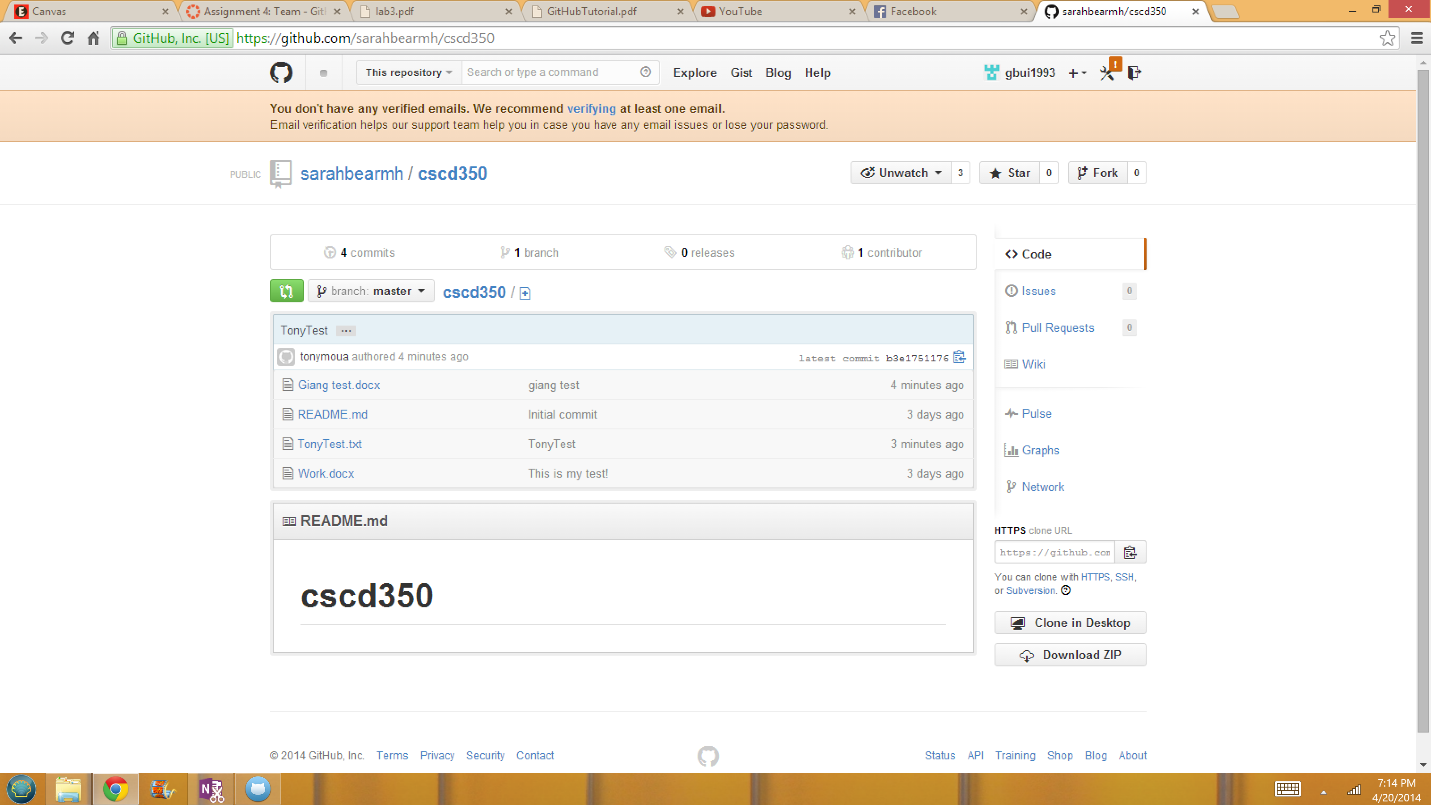 Canvas
Assignment 4: Team - Git
lab3.pdf
GitHubTutorial.pdf
YouTube
Facebook
sarahbearmh/cscd350
GitHub, Inc. [US] https://github.com/sarahbearmh/cscd350
This repository Search or type a command Explore Gist Blog Help gbui1993
You don't have any verified emails. We recommend verifying at least one email.
Email verification helps our support team help you in case you have any email issues or lose your password.
PUBLIC sarahbearmh / cscd350 Unwatch 3 Star 0 Fork 0
4 commits 1 branch 0 releases 1 contributor
branch: master cscd350 /
TonyTest ...
tonymoua authored 4 minutes ago latest commit b3e1751176
Giang test.docx giang test 4 minutes ago
README.md Initial commit 3 days ago
TonyTest.txt TonyTest 3 minutes ago
Work.docx This is my test! 3 days ago
README.md
cscd350
Code
Issues 0
Pull Requests 0
Wiki
Pulse
Graphs
Network
HTTPS clone URL
https://github.com
You can clone with HTTPS, SSH,
or Subversion.
Clone in Desktop
Download ZIP
© 2014 GitHub, Inc. Terms Privacy Security Contact Status API Training Shop Blog About
7:14 PM
4/20/2014